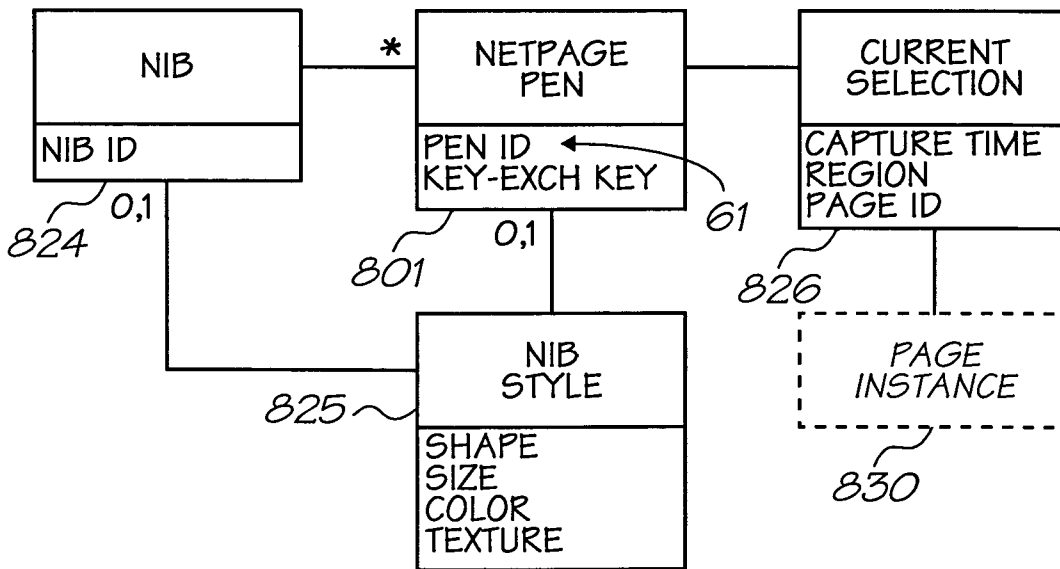 NIB
NIB ID
0,1
824
*
NETPAGE
PEN
PEN ID
KEY-EXCH KEY
0,1
801
61
CURRENT
SELECTION
CAPTURE TIME
REGION
PAGE ID
826
NIB
STYLE
825
SHAPE
SIZE
COLOR
TEXTURE
PAGE
INSTANCE
830